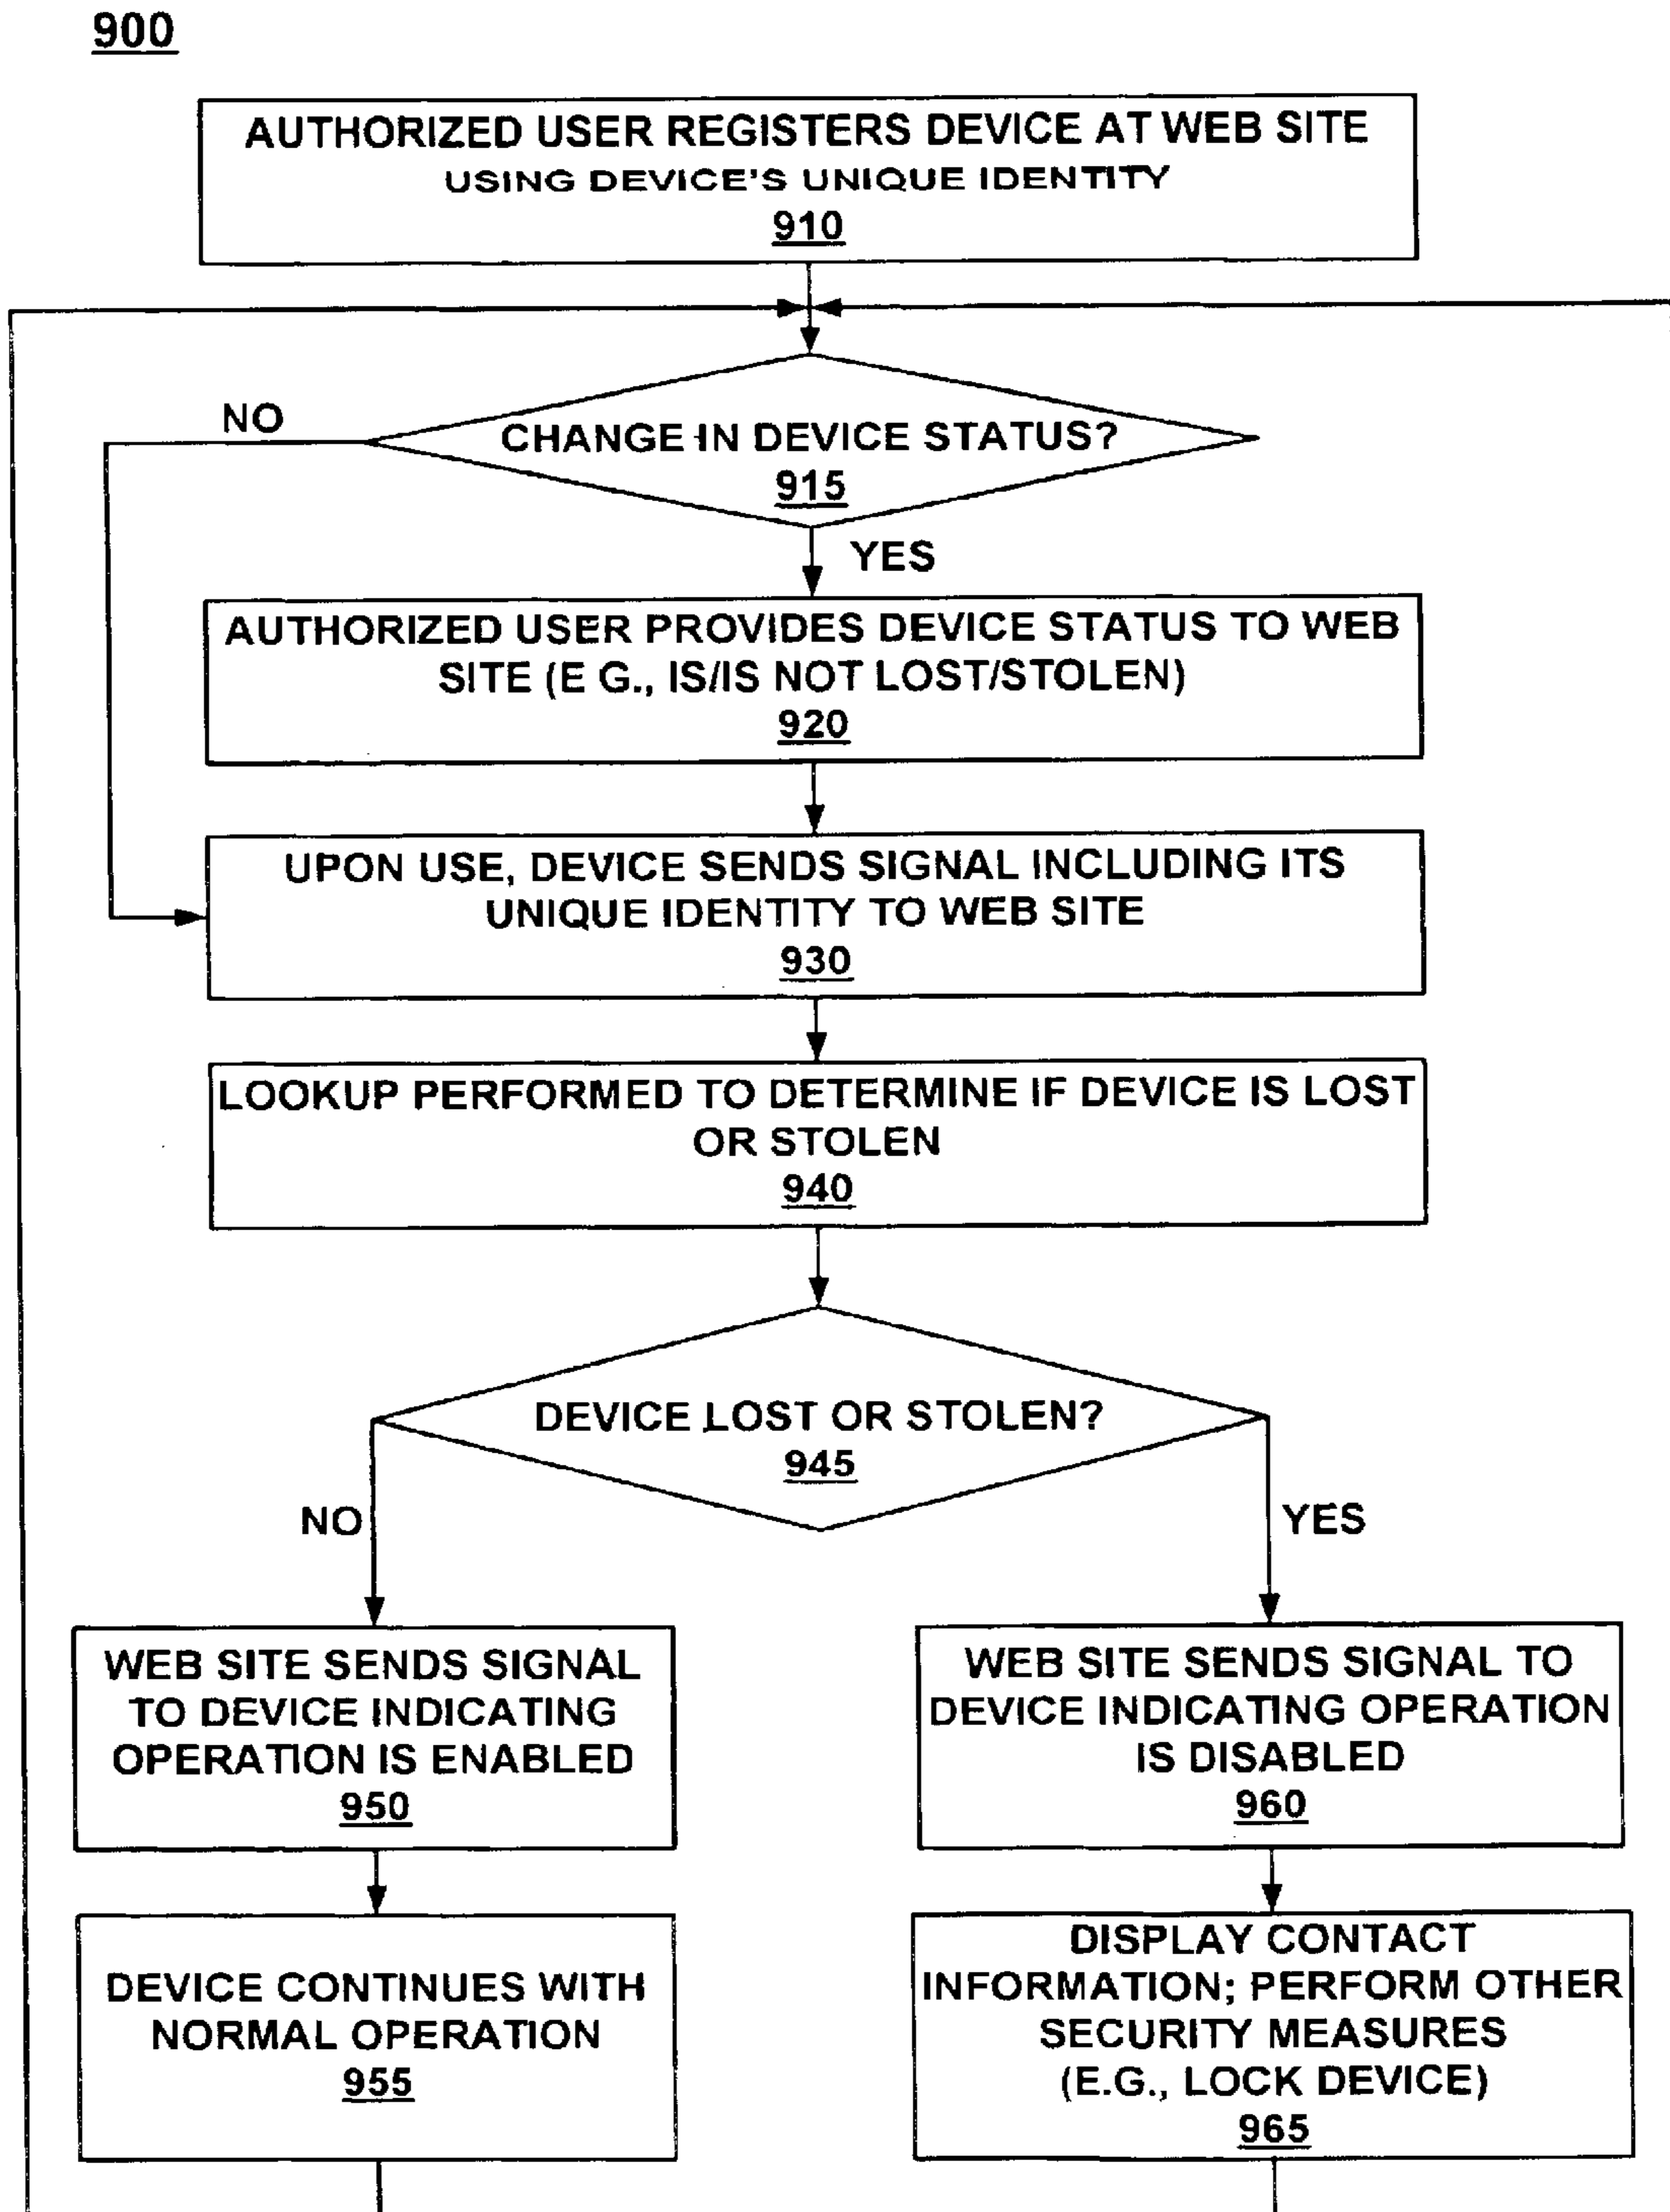 900
AUTHORIZED USER REGISTERS DEVICE AT WEB SITE
USING DEVICE'S UNIQUE IDENTITY
910
NO
CHANGE IN DEVICE STATUS?
915
YES
AUTHORIZED USER PROVIDES DEVICE STATUS TO WEB
SITE (E G., IS/IS NOT LOST/STOLEN)
920
UPON USE, DEVICE SENDS SIGNAL INCLUDING ITS
UNIQUE IDENTITY TO WEB SITE
930
LOOKUP PERFORMED TO DETERMINE IF DEVICE IS LOST
OR STOLEN
940
DEVICE LOST OR STOLEN?
945
NO
YES
WEB SITE SENDS SIGNAL
TO DEVICE INDICATING
OPERATION IS ENABLED
950
WEB SITE SENDS SIGNAL TO
DEVICE INDICATING OPERATION
IS DISABLED
960
DEVICE CONTINUES WITH
NORMAL OPERATION
955
DISPLAY CONTACT
INFORMATION; PERFORM OTHER
SECURITY MEASURES
(E.G., LOCK DEVICE)
965